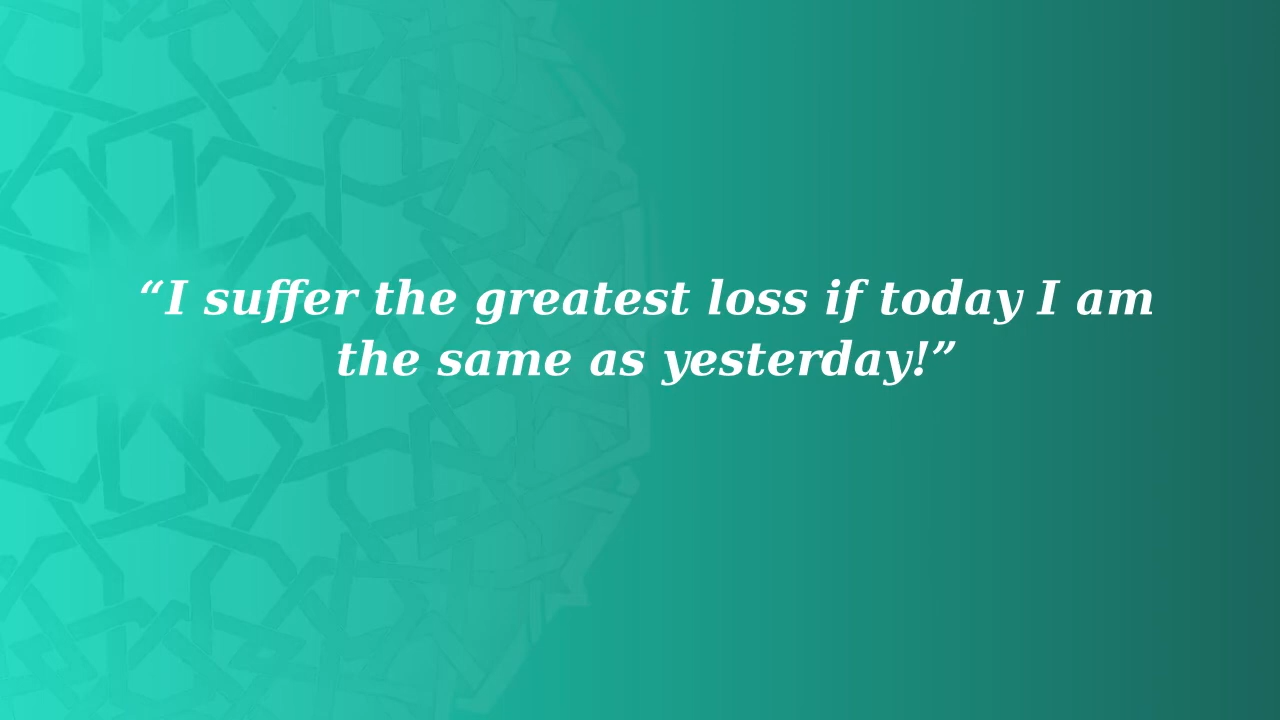 “I suffer the greatest loss if today I am
the same as yesterday!”